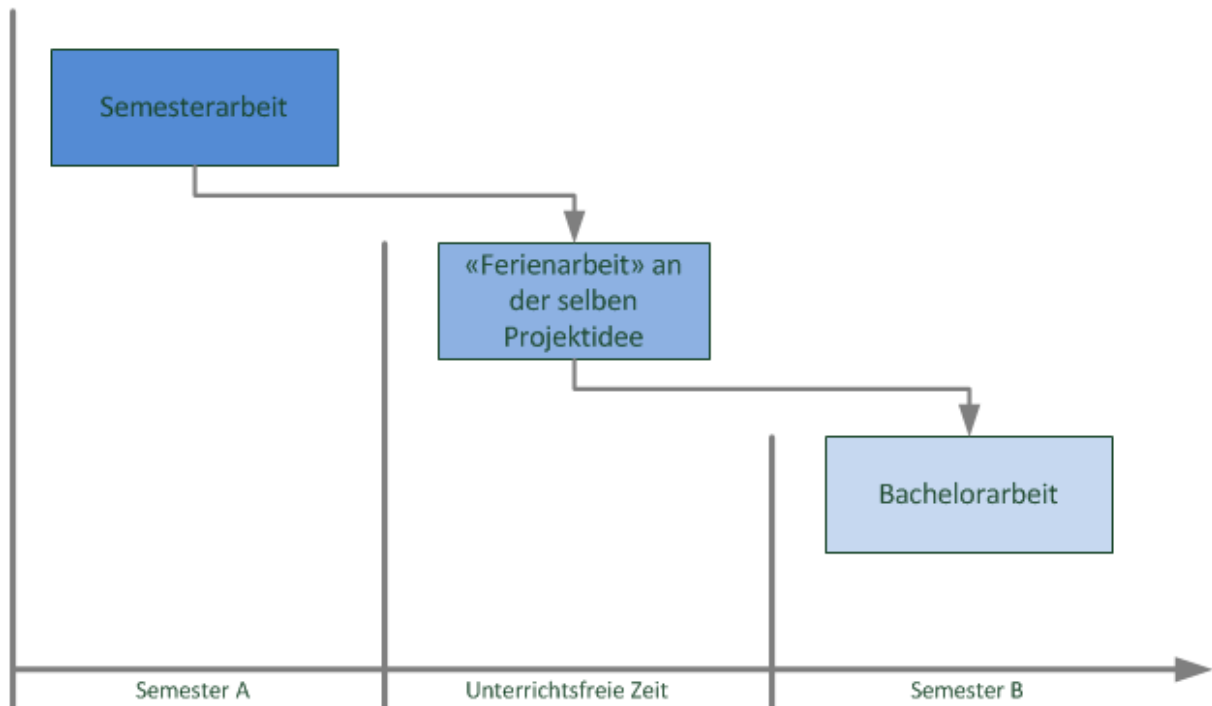 Semesterarbeit
«Ferienarbeit» an
der selben
Projektidee
Bachelorarbeit
Semester A
Unterrichtsfreie Zeit
Semester B